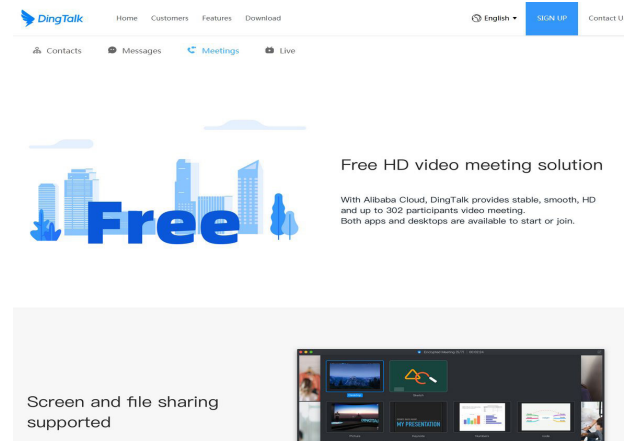 DingTalk
Home Customers Features Download
English
SIGN UP
Contact U
Contacts Messages Meetings Live
Free
Free HD video meeting solution
With Alibaba Cloud, DingTalk provides stable, smooth, HD
and up to 302 participants video meeting.
Both apps and desktops are available to start or join.
Screen and file sharing
supported
MY PRESENTATION